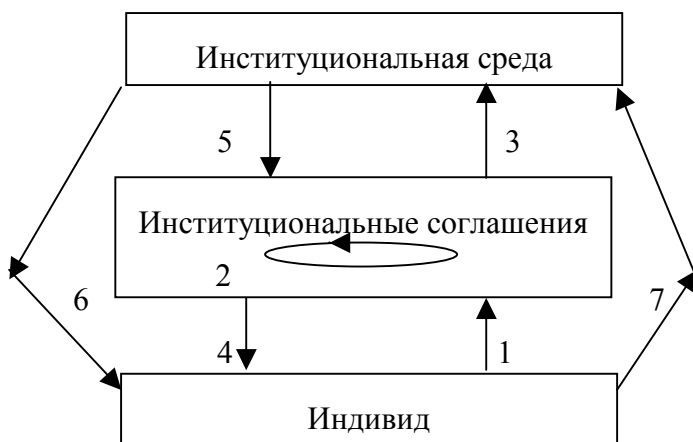 Институциональная среда
5 3
Институциональные соглашения
2
6 7
4 1
Индивид